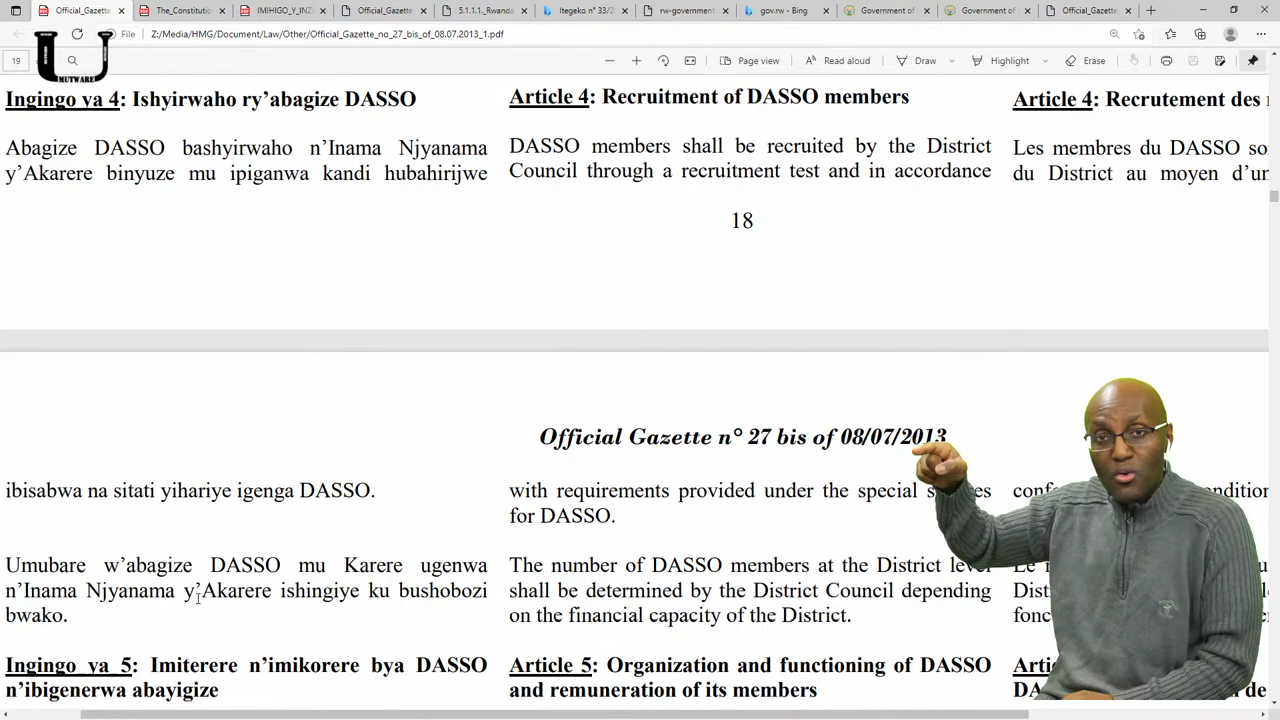 Official_Gazette
The_Constitution
IMIHIGO_Y_INZ
Official_Gazette
5.1.1.1_Rwanda
Itegeko n° 33/2
rw-government
gov.rw - Bing
Government of
Government of
Official_Gazette
File
Z:/Media/HMG/Document/Law/Other/Official_Gazette_no_27_bis_of_08.07.2013_1.pdf
19
Page view
Read aloud
Draw
Highlight
Erase
U
MUTWARE
Ingingo ya 4: Ishyirwaho ry'abagize DASSO
Abagize DASSO bashyirwaho n'Inama Njyanama
y'Akarere binyuze mu ipiganwa kandi hubahirijwe
Article 4: Recruitment of DASSO members
DASSO members shall be recruited by the District
Council through a recruitment test and in accordance
Article 4: Recrutement des
Les membres du DASSO
du District au moyen
18
Official Gazette n° 27 bis of 08/07/2013
ibisabwa na sitati yihariye igenga DASSO.
Umubare w'abagize DASSO mu Karere ugenwa
n'Inama Njyanama y'Akarere ishingiye ku bushobozi
bwako.
Ingingo ya 5: Imiterere n'imikorere bya DASSO
n'ibigenerwa abayigize
with requirements provided under the special
for DASSO.
The number of DASSO members at the District level
shall be determined by the District Council depending
on the financial capacity of the District.
Article 5: Organization and functioning of DASSO
and remuneration of its members